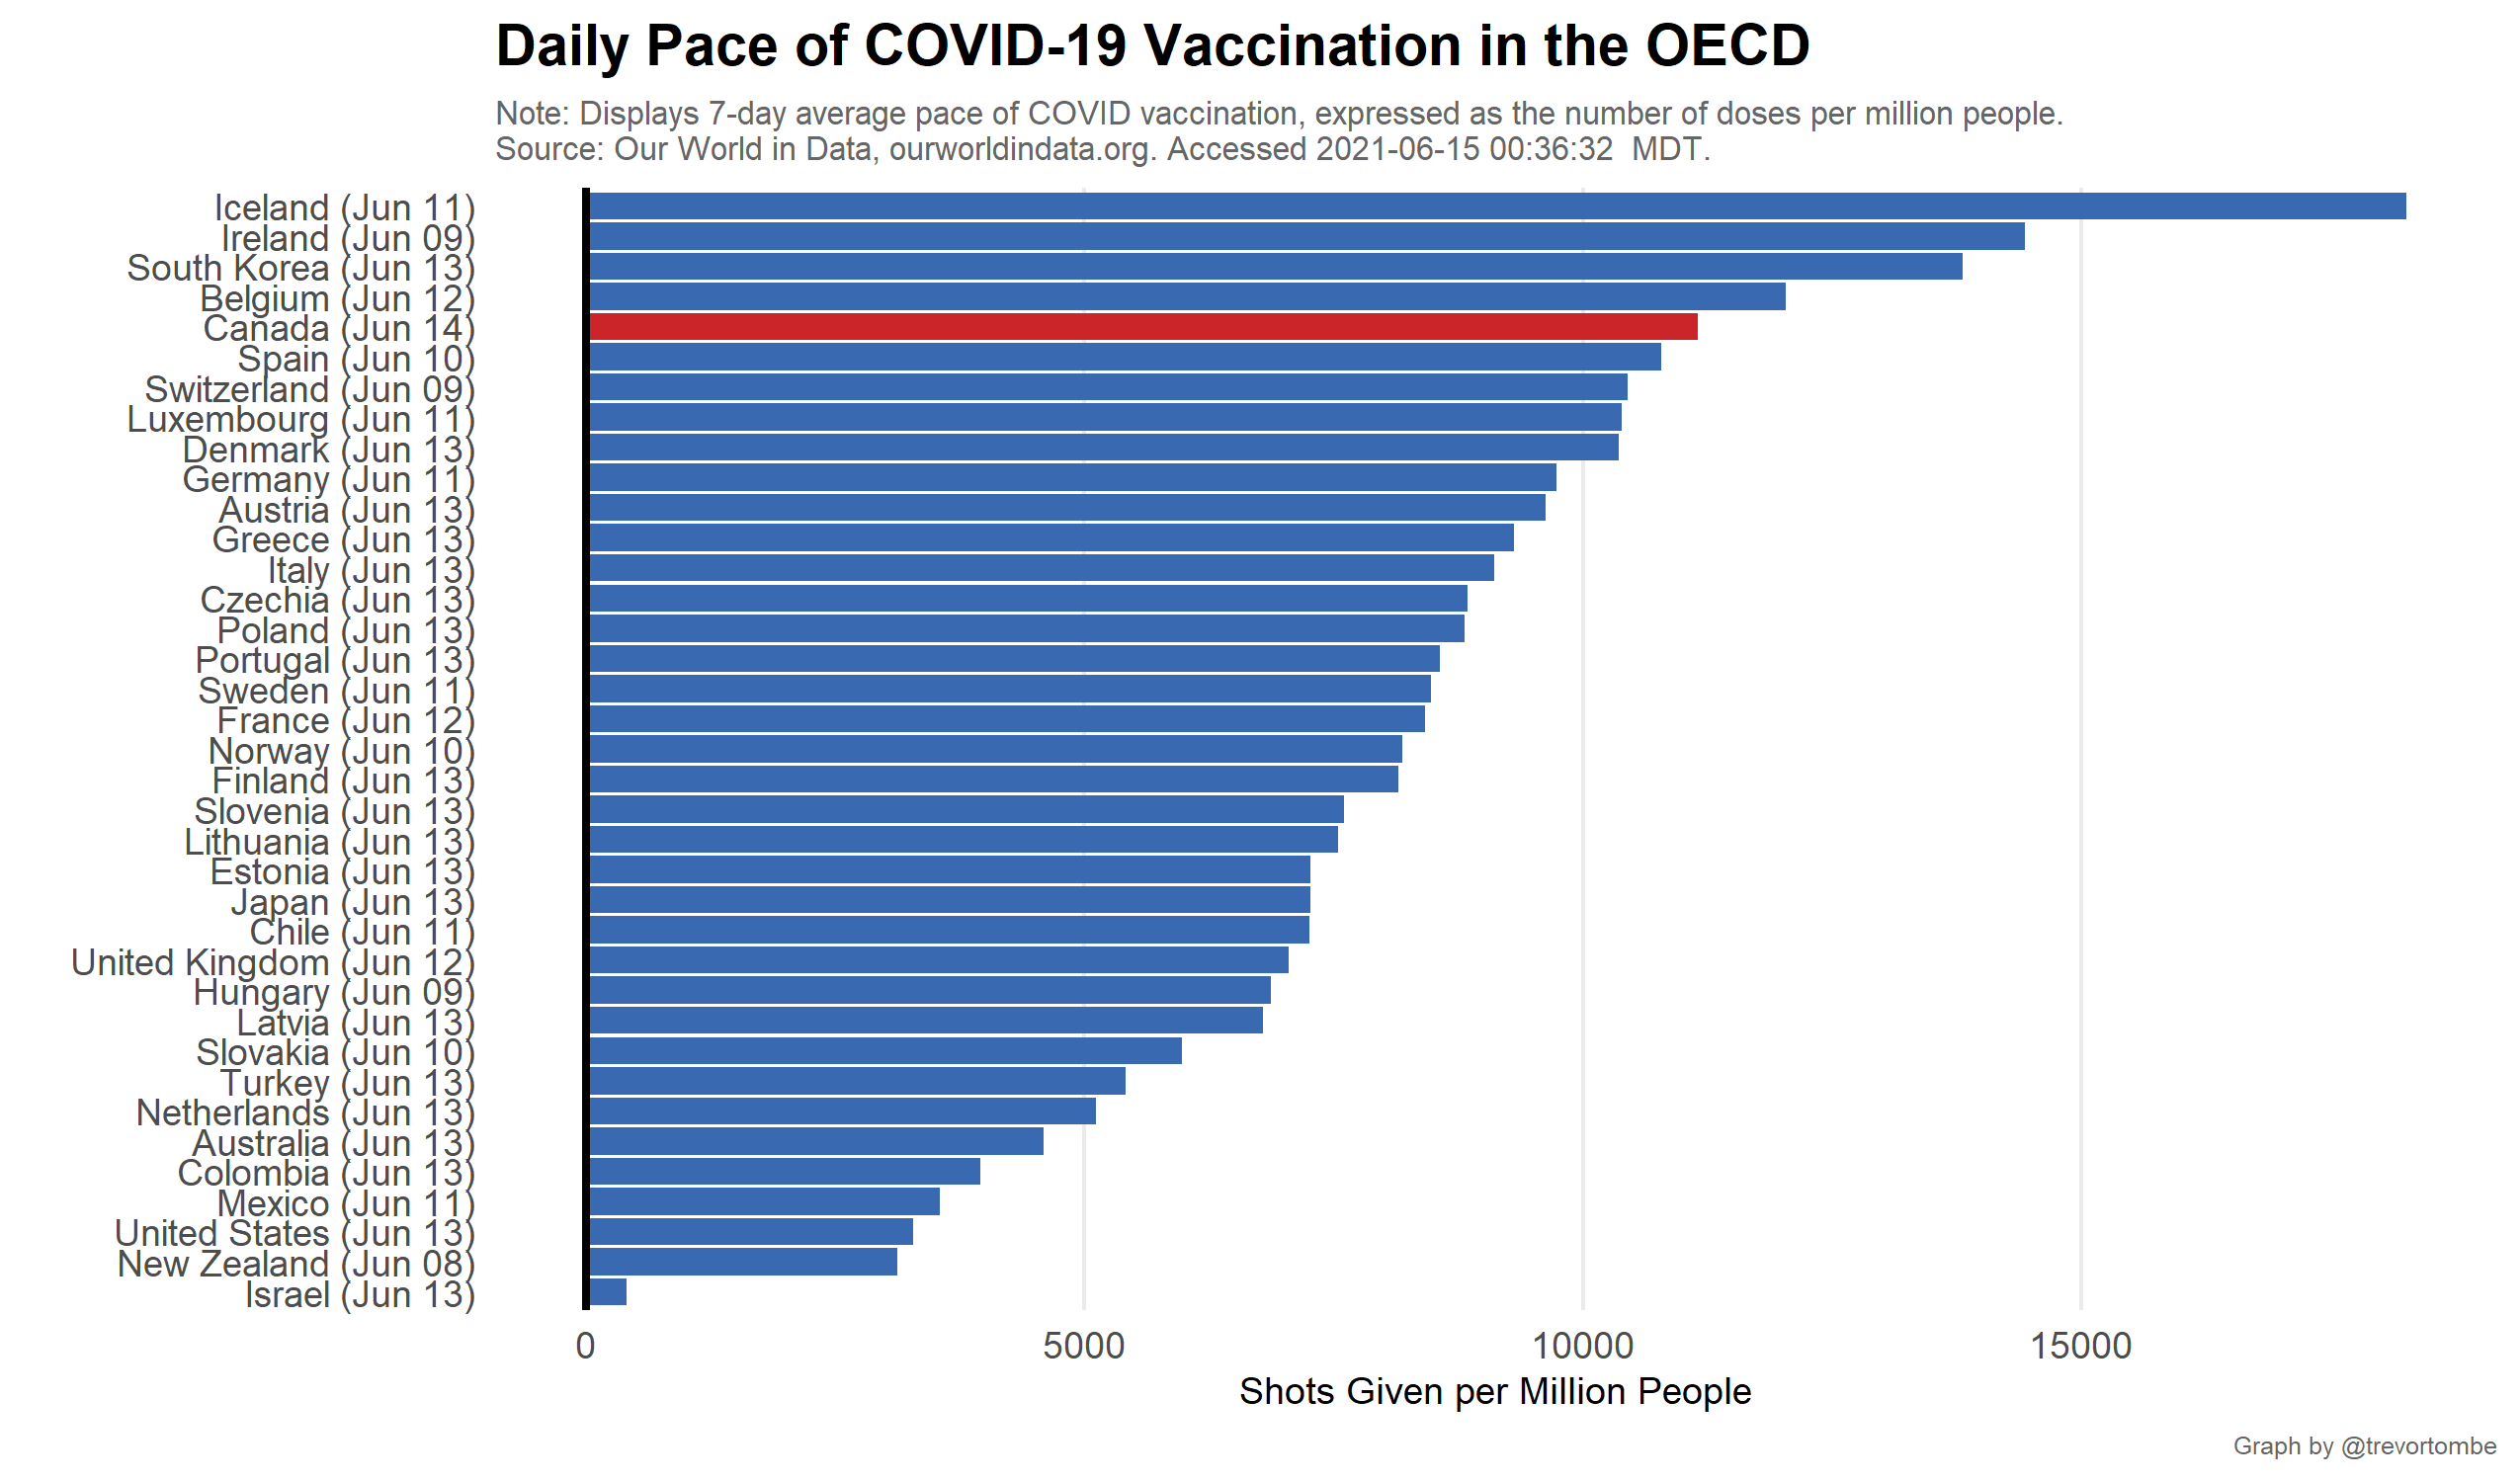 Daily Pace of COVID-19 Vaccination in the OECD
Note: Displays 7-day average pace of COVID vaccination, expressed as the number of doses per million people.
Source: Our World in Data, ourworldindata.org. Accessed 2021-06-15 00:36:32  MDT.
Iceland (Jun 11)
Ireland (Jun 09)
South Korea (Jun 13)
Belgium (Jun 12)
Canada (Jun 14)
Spain (Jun 10)
Switzerland (Jun 09)
Luxembourg (Jun 11)
Denmark (Jun 13)
Germany (Jun 11)
Austria (Jun 13)
Greece (Jun 13)
Italy (Jun 13)
Czechia (Jun 13)
Poland (Jun 13)
Portugal (Jun 13)
Sweden (Jun 11)
France (Jun 12)
Norway (Jun 10)
Finland (Jun 13)
Slovenia (Jun 13)
Lithuania (Jun 13)
Estonia (Jun 13)
Japan (Jun 13)
Chile (Jun 11)
United Kingdom (Jun 12)
Hungary (Jun 09)
Latvia (Jun 13)
Slovakia (Jun 10)
Turkey (Jun 13)
Netherlands (Jun 13)
Australia (Jun 13)
Colombia (Jun 13)
Mexico (Jun 11)
United States (Jun 13)
New Zealand (Jun 08)
Israel (Jun 13)
0 5000 10000 15000
Shots Given per Million People
Graph by @trevortombe